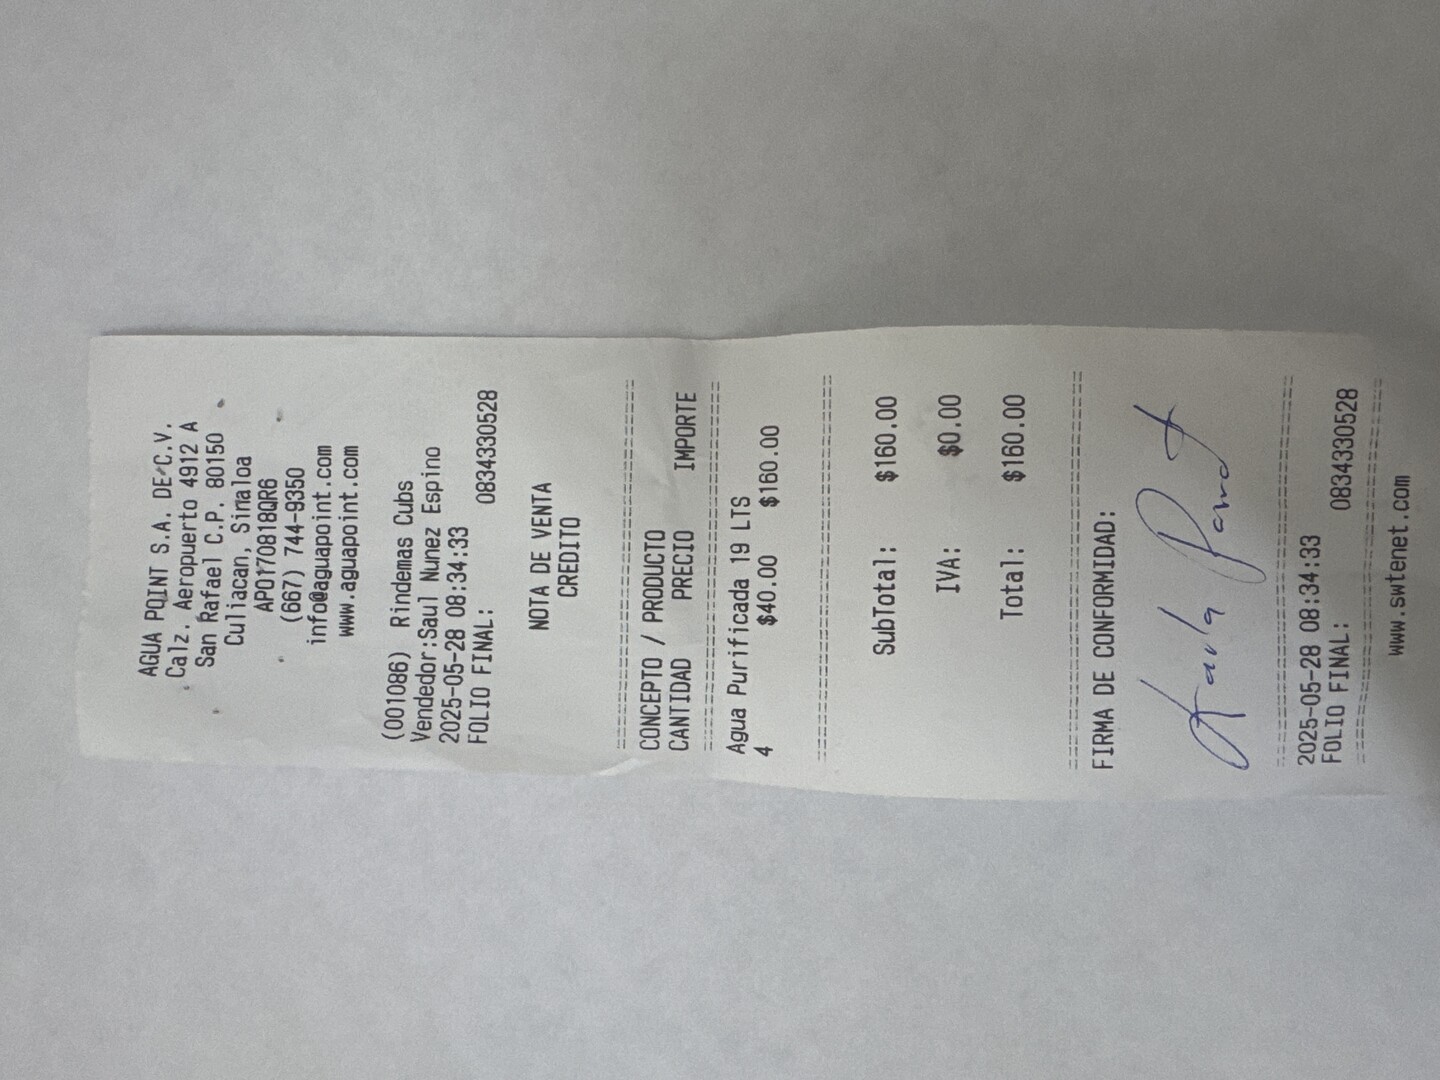 AGUA POINT S.A. DE C.V.
Calz. Aeropuerto 4912 A
San Rafael C.P. 80150
Culiacan, Sinaloa
APO170818QR6
(667) 744-9350
info@aguapoint.com
www.aguapoint.com
(001086) Rindemas Cubs
Vendedor:Saul Nunez Espino
2025-05-28 08:34:33
FOLIO FINAL: 0834330528
NOTA DE VENTA
CREDITO
CONCEPTO / PRODUCTO
CANTIDAD PRECIO IMPORTE
Agua Purificada 19 LTS
4 $40.00 $160.00
SubTotal: $160.00
IVA: $0.00
Total: $160.00
FIRMA DE CONFORMIDAD:
Karla
2025-05-28 08:34:33
FOLIO FINAL: 0834330528
www.swtenet.com